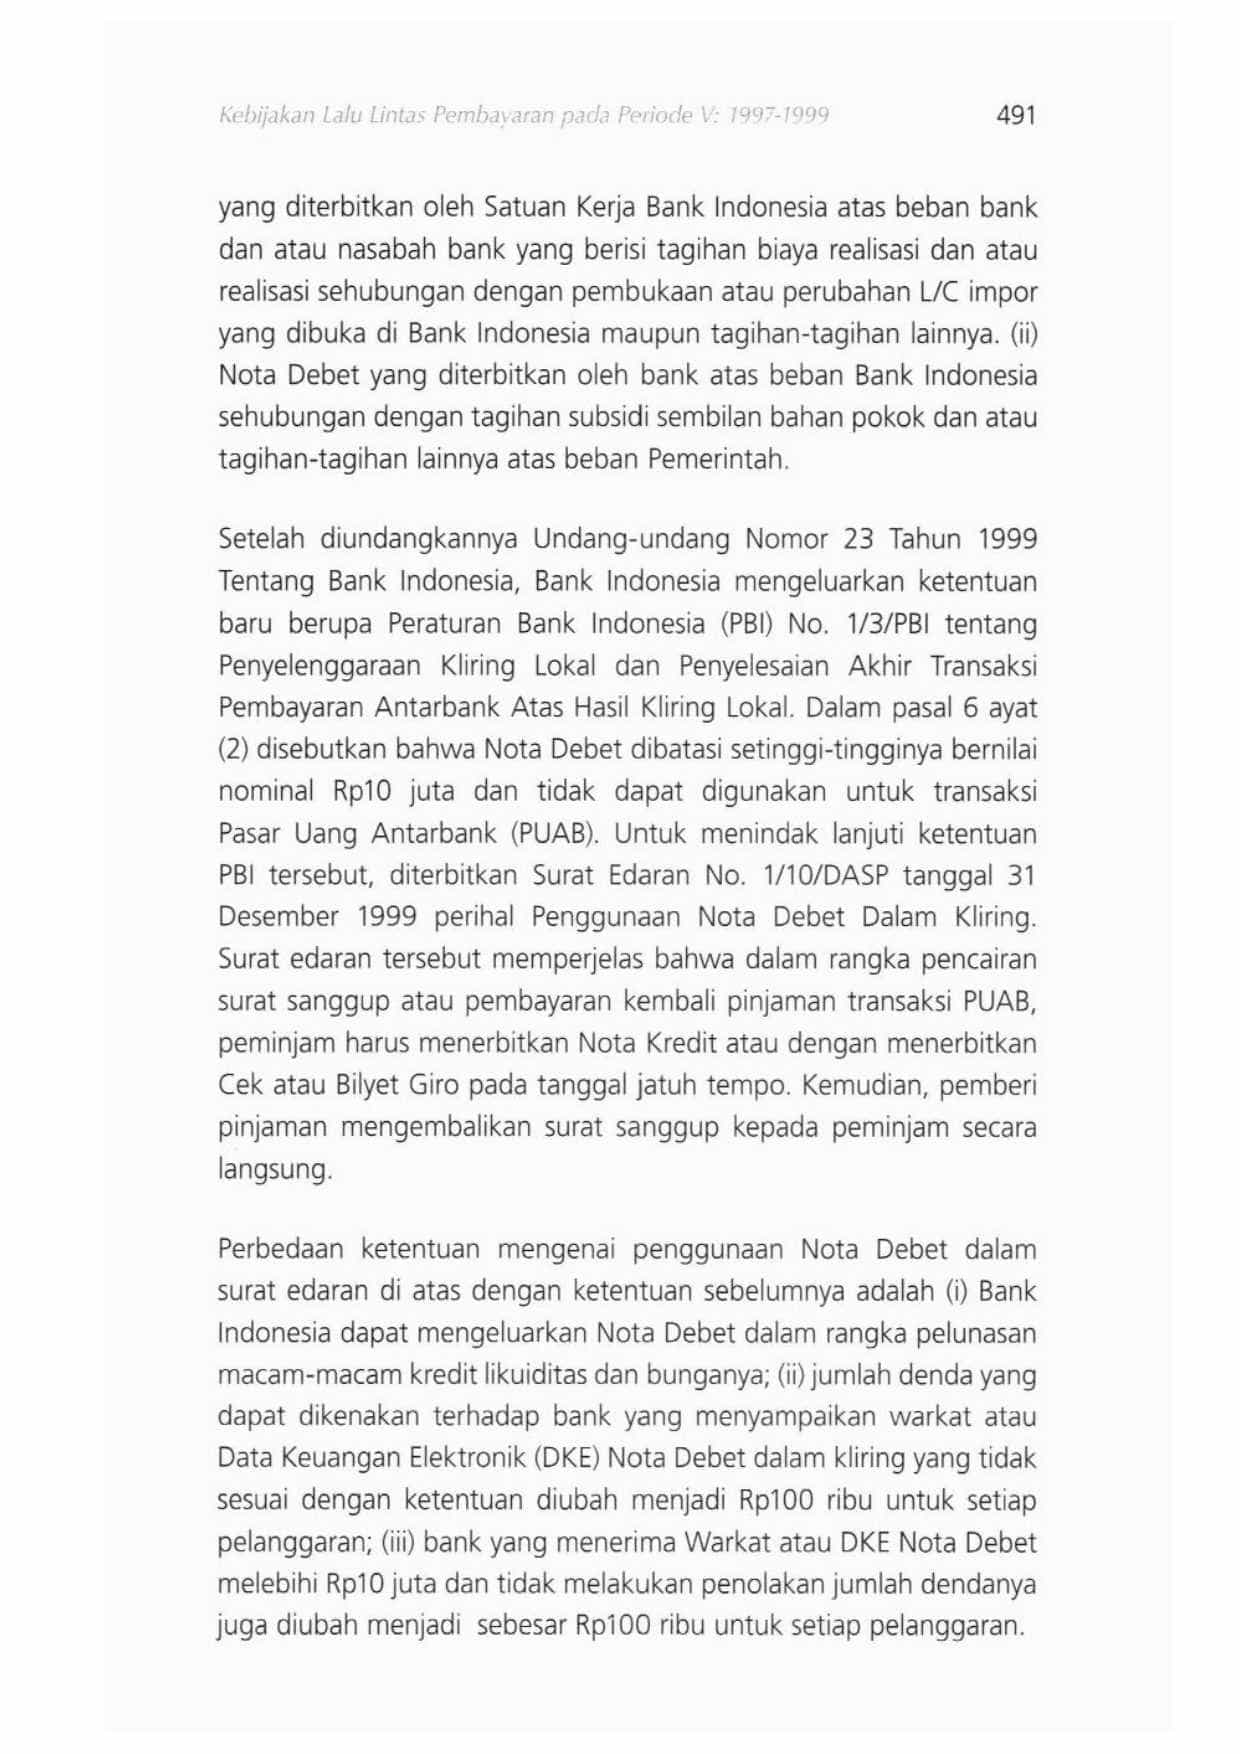 Kebijakan Lalu Lintas Pembayaran pada Periode V: 1997-1999 491
yang diterbitkan oleh Satuan Kerja Bank Indonesia atas beban bank
dan atau nasabah bank yang berisi tagihan biaya realisasi dan atau
realisasi sehubungan dengan pembukaan atau perubahan L/C impor
yang dibuka di Bank Indonesia maupun tagihan-tagihan lainnya. (ii)
Nota Debet yang diterbitkan oleh bank atas beban Bank Indonesia
sehubungan dengan tagihan subsidi sembilan bahan pokok dan atau
tagihan-tagihan lainnya atas beban Pemerintah.
Setelah diundangkannya Undang-undang Nomor 23 Tahun 1999
Tentang Bank Indonesia, Bank Indonesia mengeluarkan ketentuan
baru berupa Peraturan Bank Indonesia (PBI) No. 1/3/PBI tentang
Penyelenggaraan Kliring Lokal dan Penyelesaian Akhir Transaksi
Pembayaran Antarbank Atas Hasil Kliring Lokal. Dalam pasal 6 ayat
(2) disebutkan bahwa Nota Debet dibatasi setinggi-tingginya bernilai
nominal Rp10 juta dan tidak dapat digunakan untuk transaksi
Pasar Uang Antarbank (PUAB). Untuk menindak lanjuti ketentuan
PBI tersebut, diterbitkan Surat Edaran No. 1/10/DASP tanggal 31
Desember 1999 perihal Penggunaan Nota Debet Dalam Kliring.
Surat edaran tersebut memperjelas bahwa dalam rangka pencairan
surat sanggup atau pembayaran kembali pinjaman transaksi PUAB,
peminjam harus menerbitkan Nota Kredit atau dengan menerbitkan
Cek atau Bilyet Giro pada tanggal jatuh tempo. Kemudian, pemberi
pinjaman mengembalikan surat sanggup kepada peminjam secara
langsung.
Perbedaan ketentuan mengenai penggunaan Nota Debet dalam
surat edaran di atas dengan ketentuan sebelumnya adalah (i) Bank
Indonesia dapat mengeluarkan Nota Debet dalam rangka pelunasan
macam-macam kredit likuiditas dan bunganya; (ii) jumlah denda yang
dapat dikenakan terhadap bank yang menyampaikan warkat atau
Data Keuangan Elektronik (DKE) Nota Debet dalam kliring yang tidak
sesuai dengan ketentuan diubah menjadi Rp100 ribu untuk setiap
pelanggaran; (iii) bank yang menerima Warkat atau DKE Nota Debet
melebihi Rp10 juta dan tidak melakukan penolakan jumlah dendanya
juga diubah menjadi sebesar Rp100 ribu untuk setiap pelanggaran.